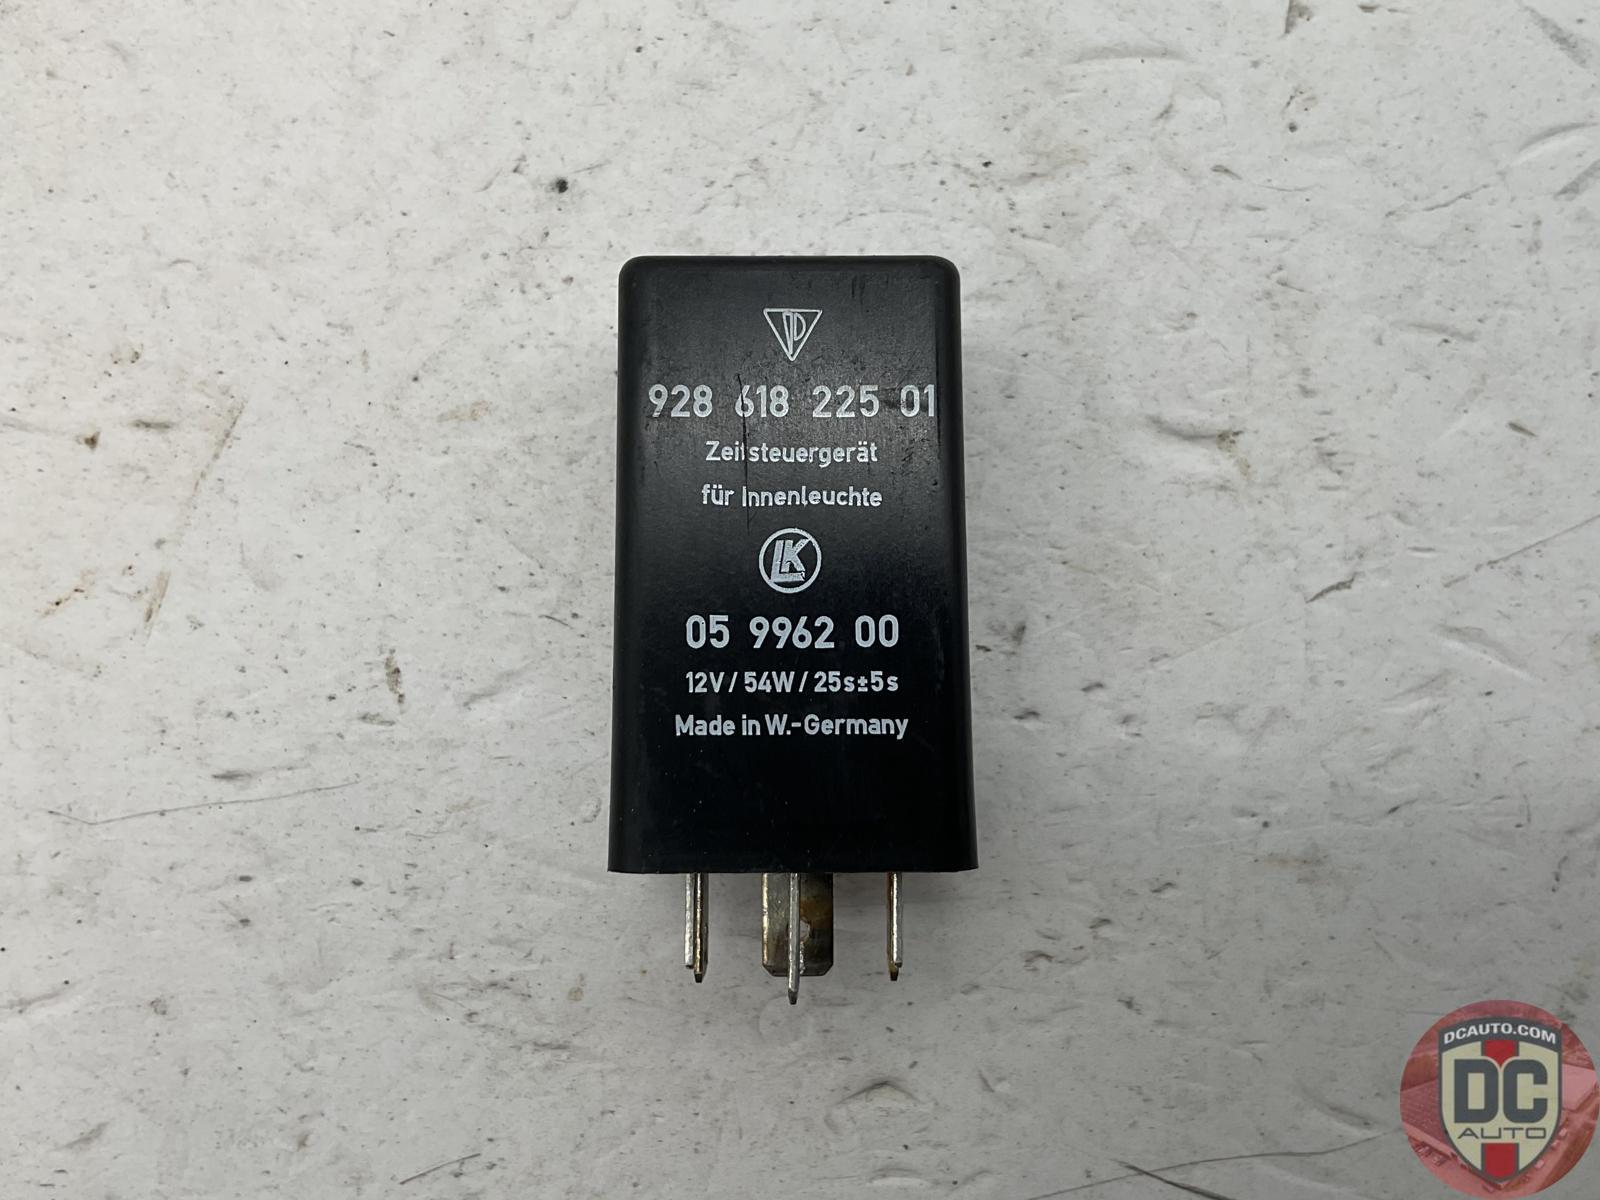 928 618 225 01
Zeitsteuergerät
für Innenleuchte
LK
05 9962 00
12V / 54W / 25s±5s
Made in W.-Germany
DCAUTO.COM
DC
AUTO